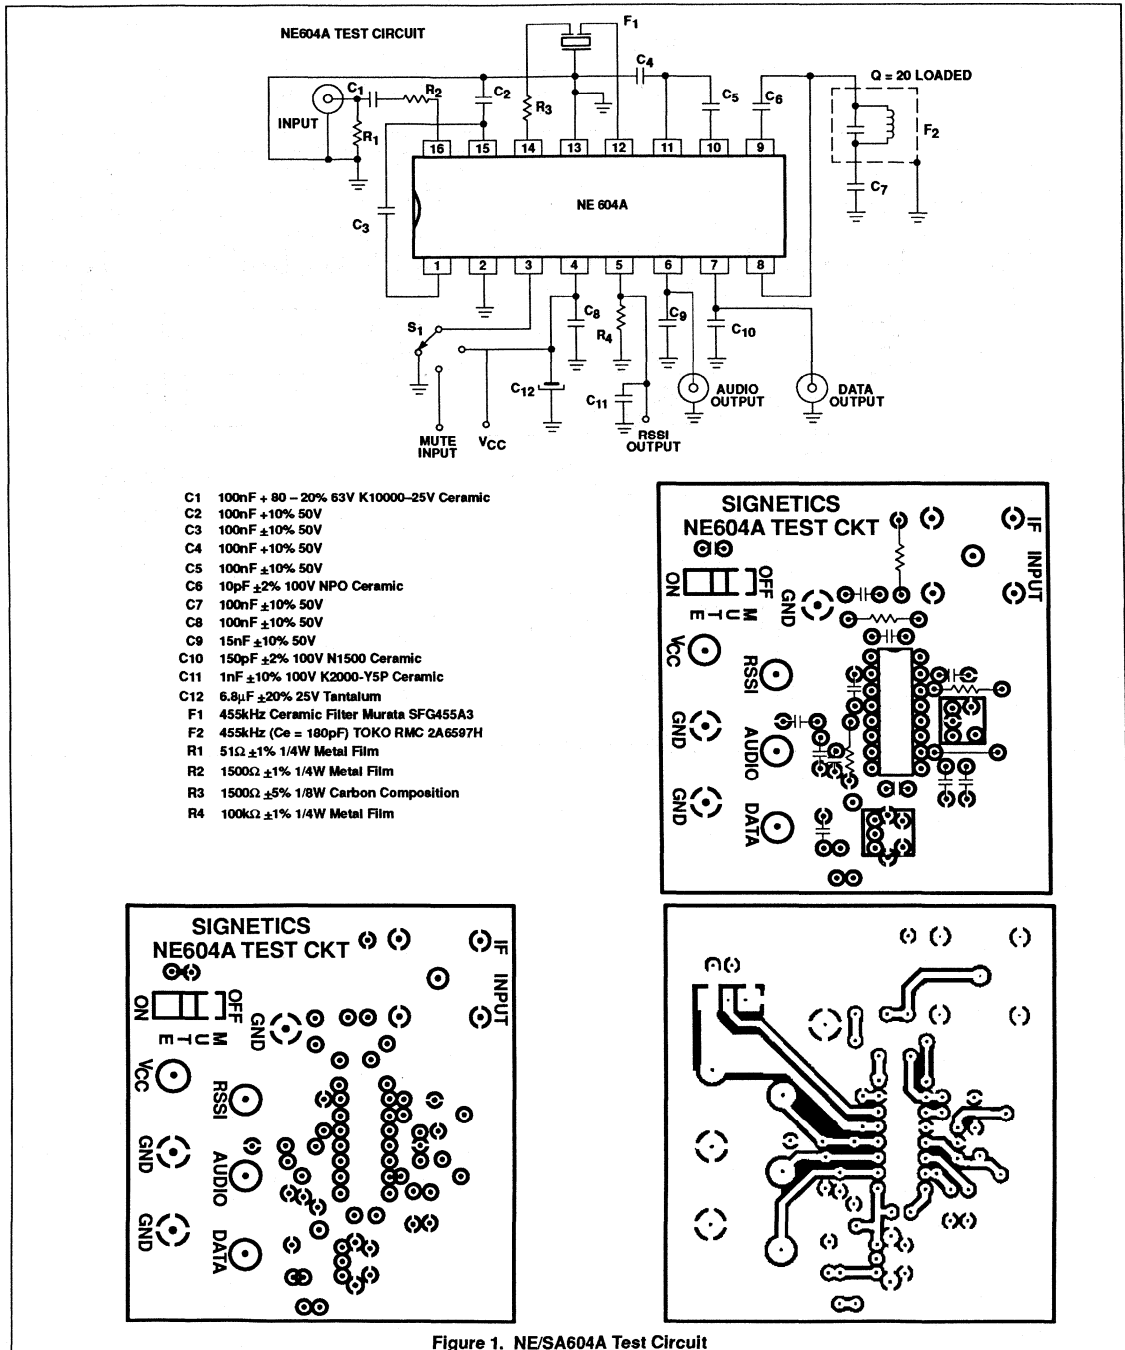 NE604A TEST CIRCUIT
F1
C4
Q = 20 LOADED
C1
R2
C2
R3
C5
C6
F2
INPUT
R1
16
15
14
13
12
11
10
9
C7
NE 604A
C3
1
2
3
4
5
6
7
8
S1
C8
R4
C9
C10
C12
C11
AUDIO
OUTPUT
DATA
OUTPUT
MUTE
INPUT
VCC
RSSI
OUTPUT
C1 100nF + 80 – 20% 63V K10000–25V Ceramic
C2 100nF +10% 50V
C3 100nF ±10% 50V
C4 100nF +10% 50V
C5 100nF ±10% 50V
C6 10pF ±2% 100V NPO Ceramic
C7 100nF ±10% 50V
C8 100nF ±10% 50V
C9 15nF ±10% 50V
C10 150pF ±2% 100V N1500 Ceramic
C11 1nF ±10% 100V K2000-Y5P Ceramic
C12 6.8µF ±20% 25V Tantalum
F1 455kHz Ceramic Filter Murata SFG455A3
F2 455kHz (Ce = 180pF) TOKO RMC 2A6597H
R1 51Ω ±1% 1/4W Metal Film
R2 1500Ω ±1% 1/4W Metal Film
R3 1500Ω ±5% 1/8W Carbon Composition
R4 100kΩ ±1% 1/4W Metal Film
SIGNETICS
NE604A TEST CKT
IF
INPUT
ON
OFF
MUTE
GND
VCC
RSSI
GND
AUDIO
GND
DATA
SIGNETICS
NE604A TEST CKT
IF
INPUT
ON
OFF
MUTE
GND
VCC
RSSI
GND
AUDIO
GND
DATA
Figure 1. NE/SA604A Test Circuit